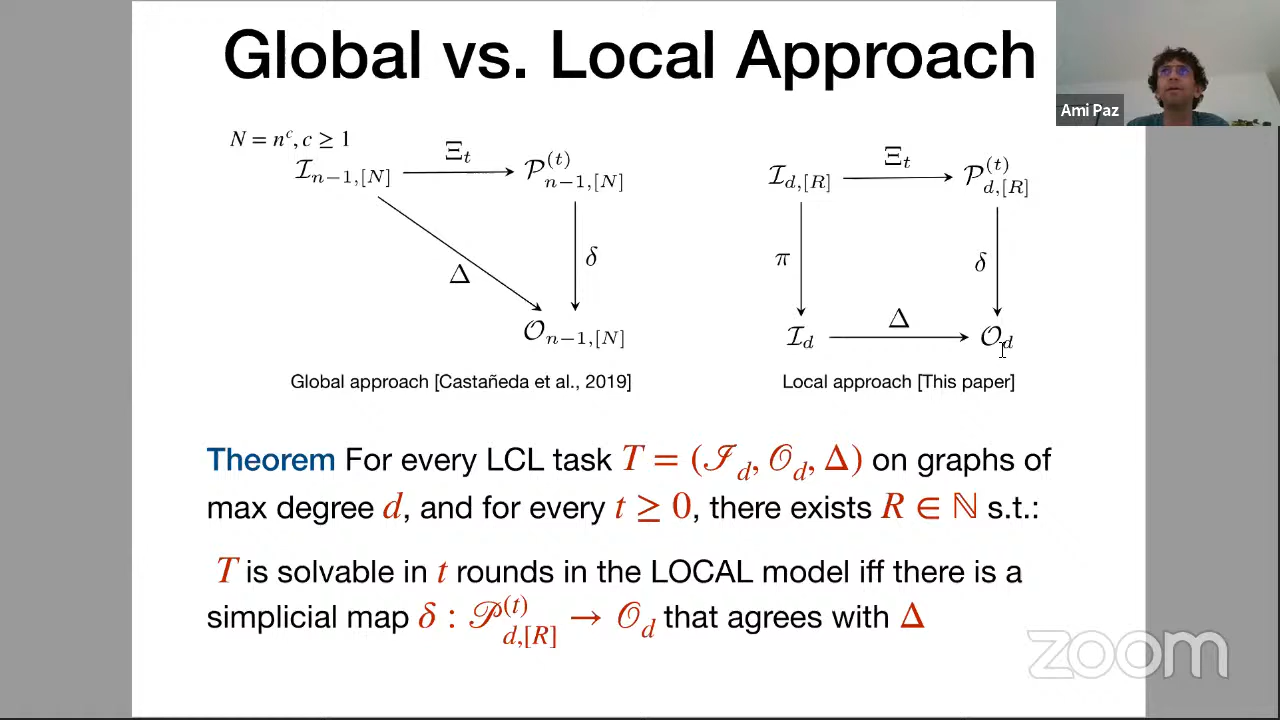 Global vs. Local Approach
Ami Paz
N = n^c, c ≥ 1
I_{n−1,[N]} Ξ_t P^{(t)}_{n−1,[N]}
Δ δ
O_{n−1,[N]}
Global approach [Castañeda et al., 2019]
I_{d,[R]} Ξ_t P^{(t)}_{d,[R]}
π δ
I_d Δ O_d
Local approach [This paper]
Theorem For every LCL task T = (I_d, O_d, Δ) on graphs of
max degree d, and for every t ≥ 0, there exists R ∈ ℕ s.t.:
T is solvable in t rounds in the LOCAL model iff there is a
simplicial map δ : P^{(t)}_{d,[R]} → O_d that agrees with Δ
zoom